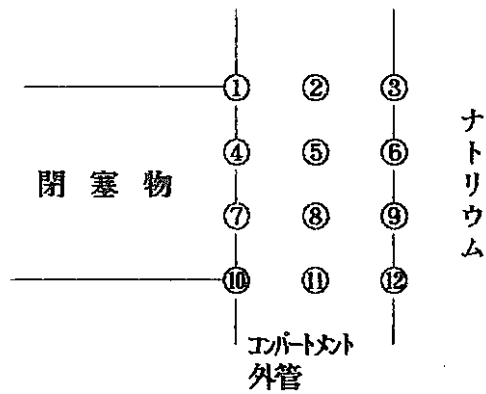 ① ② ③
④ ⑤ ⑥
閉塞物
⑦ ⑧ ⑨
⑩ ⑪ ⑫
ナトリウム
コンパートメント
外管